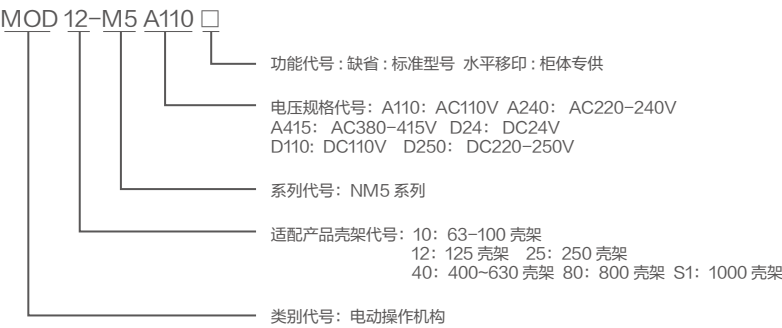 MOD 12-M5 A110 □
功能代号：缺省：标准型号 水平移印：柜体专供
电压规格代号：A110：AC110V A240： AC220-240V
A415： AC380-415V D24： DC24V
D110: DC110V D250： DC220-250V
系列代号：NM5 系列
适配产品壳架代号：10：63-100 壳架
12：125 壳架 25：250 壳架
40：400~630 壳架 80：800 壳架 S1：1000 壳架
类别代号：电动操作机构